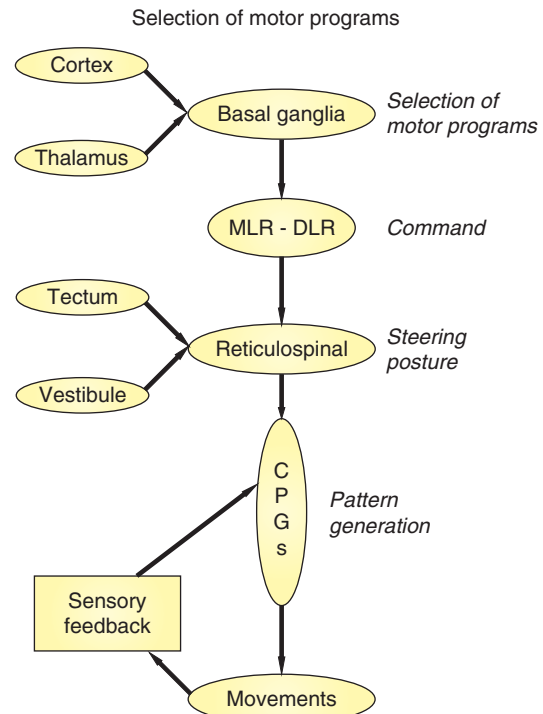 Selection of motor programs
Cortex
Thalamus
Basal ganglia
Selection of
motor programs
MLR - DLR
Command
Tectum
Vestibule
Reticulospinal
Steering
posture
C
P
G
s
Pattern
generation
Sensory
feedback
Movements